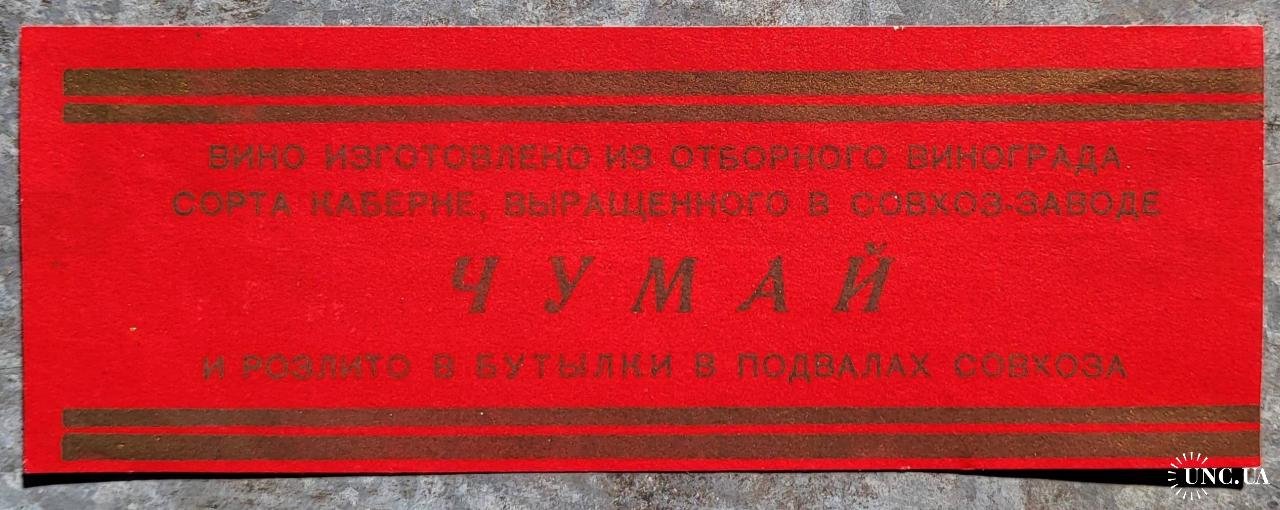 ВИНО ИЗГОТОВЛЕНО ИЗ ОТБОРНОГО ВИНОГРАДА
СОРТА КАБЕРНЕ, ВЫРАЩЕННОГО В СОВХОЗ-ЗАВОДЕ
ЧУМАЙ
И РОЗЛИТО В БУТЫЛКИ В ПОДВАЛАХ СОВХОЗА
UNC.UA